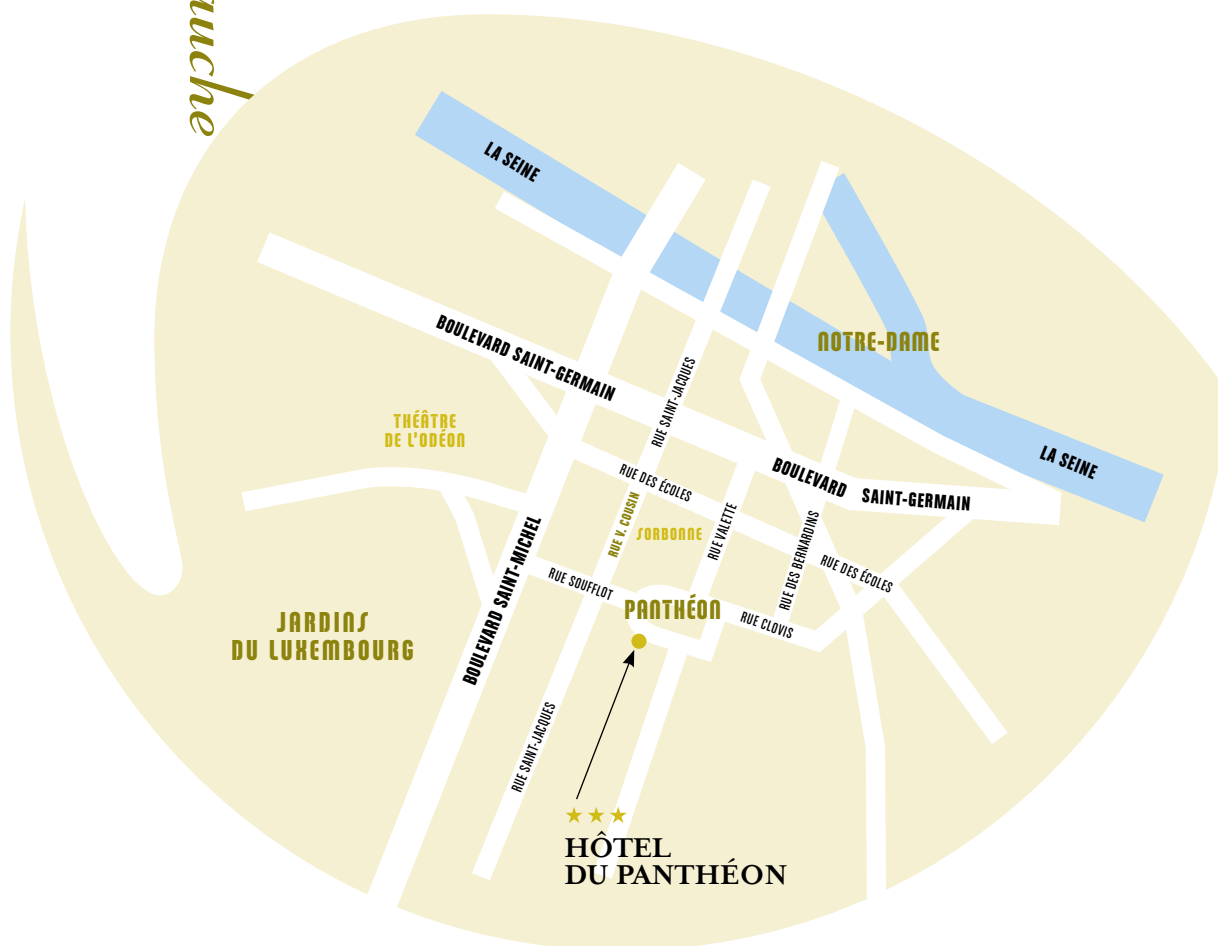 LA SEINE
BOULEVARD SAINT-GERMAIN
NOTRE-DAME
RUE SAINT-JACQUES
THÉÂTRE
DE L'ODÉON
LA SEINE
RUE DES ÉCOLES
BOULEVARD SAINT-GERMAIN
RUE V. COUSIN
SORBONNE
RUE VALETTE
RUE DES BERNARDINS
RUE DES ÉCOLES
BOULEVARD SAINT-MICHEL
RUE SOUFFLOT
PANTHÉON
RUE CLOVIS
JARDINS
DU LUXEMBOURG
RUE SAINT-JACQUES
HÔTEL
DU PANTHÉON